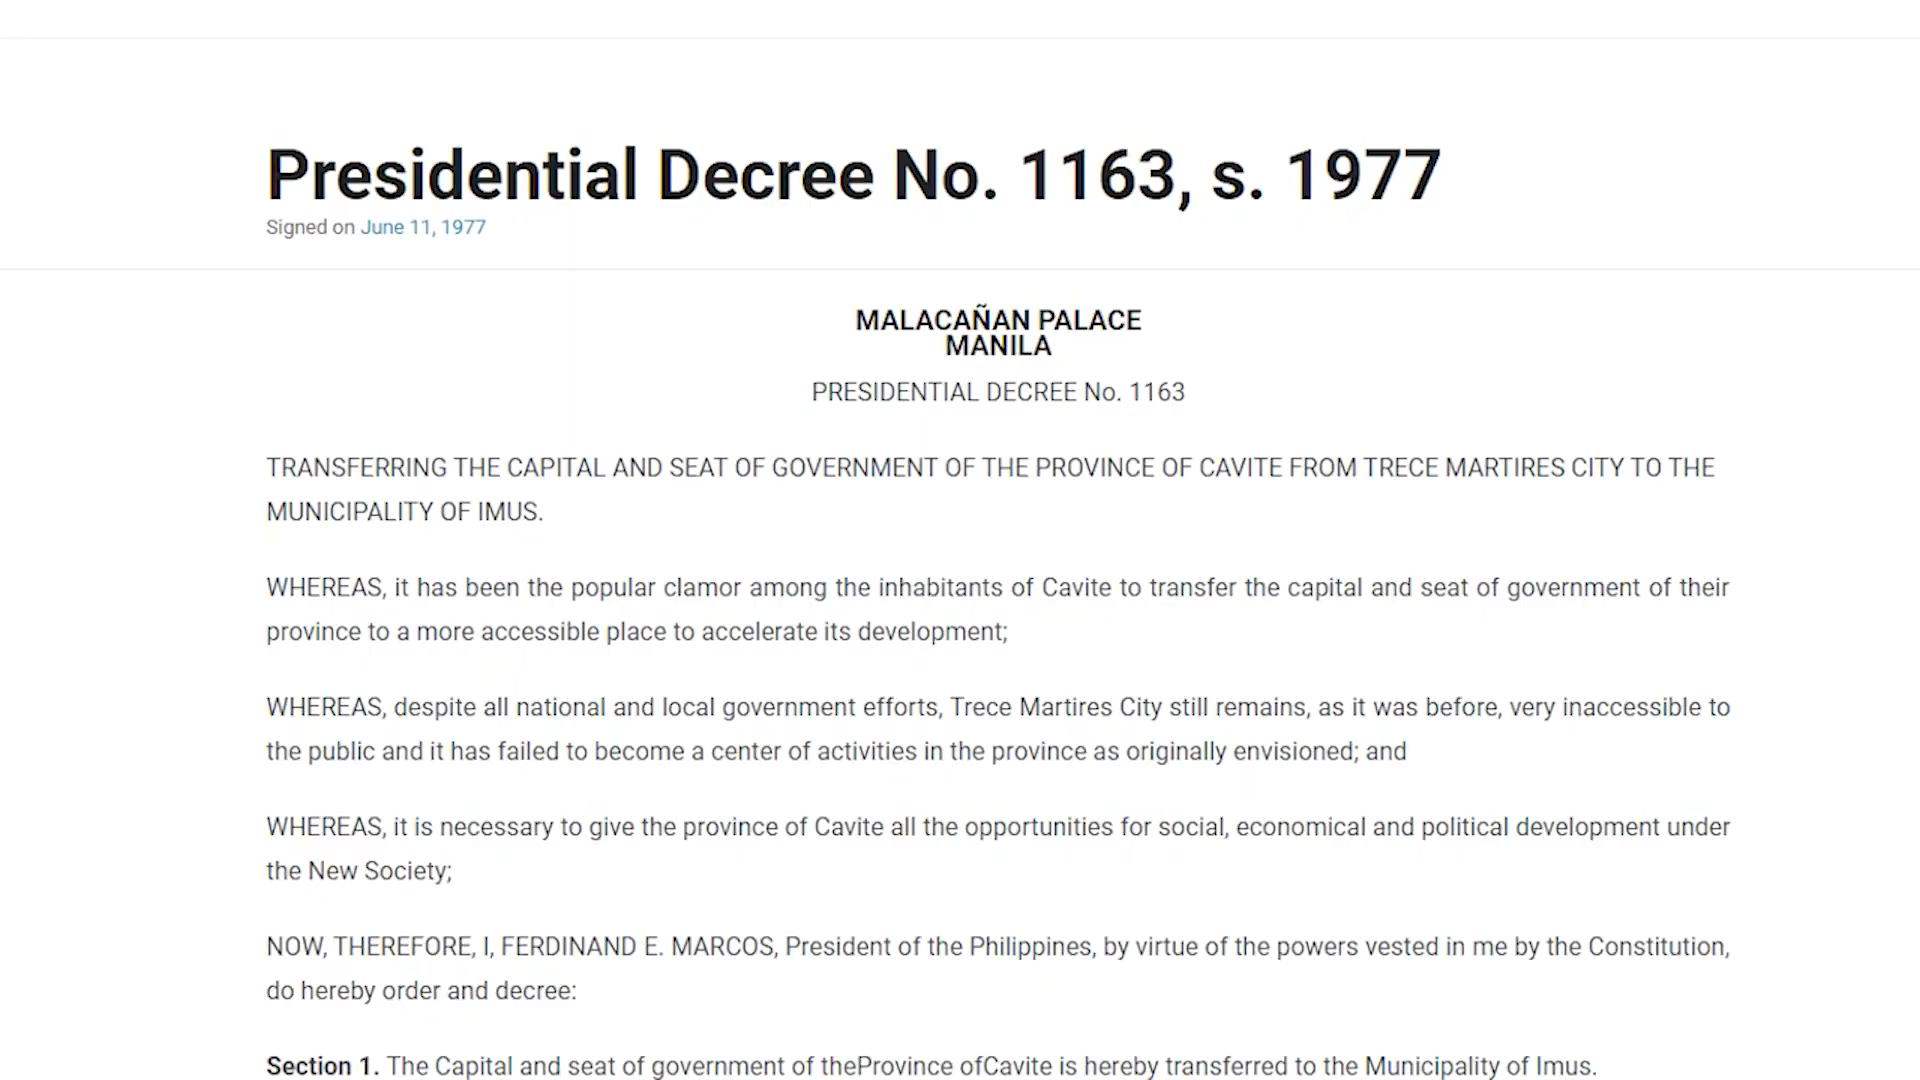 Presidential Decree No. 1163, s. 1977
Signed on June 11, 1977
MALACAÑAN PALACE
MANILA
PRESIDENTIAL DECREE No. 1163
TRANSFERRING THE CAPITAL AND SEAT OF GOVERNMENT OF THE PROVINCE OF CAVITE FROM TRECE MARTIRES CITY TO THE
MUNICIPALITY OF IMUS.
WHEREAS, it has been the popular clamor among the inhabitants of Cavite to transfer the capital and seat of government of their
province to a more accessible place to accelerate its development;
WHEREAS, despite all national and local government efforts, Trece Martires City still remains, as it was before, very inaccessible to
the public and it has failed to become a center of activities in the province as originally envisioned; and
WHEREAS, it is necessary to give the province of Cavite all the opportunities for social, economical and political development under
the New Society;
NOW, THEREFORE, I, FERDINAND E. MARCOS, President of the Philippines, by virtue of the powers vested in me by the Constitution,
do hereby order and decree:
Section 1. The Capital and seat of government of theProvince ofCavite is hereby transferred to the Municipality of Imus.